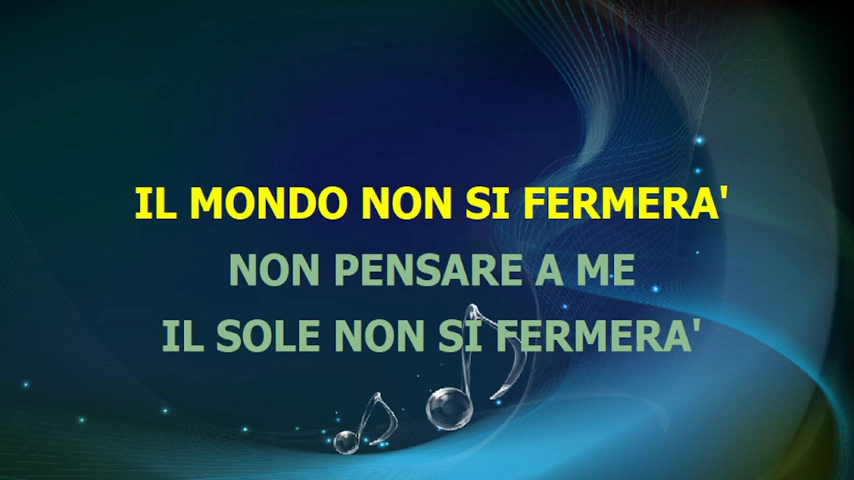 IL MONDO NON SI FERMERA'
NON PENSARE A ME
IL SOLE NON SI FERMERA'